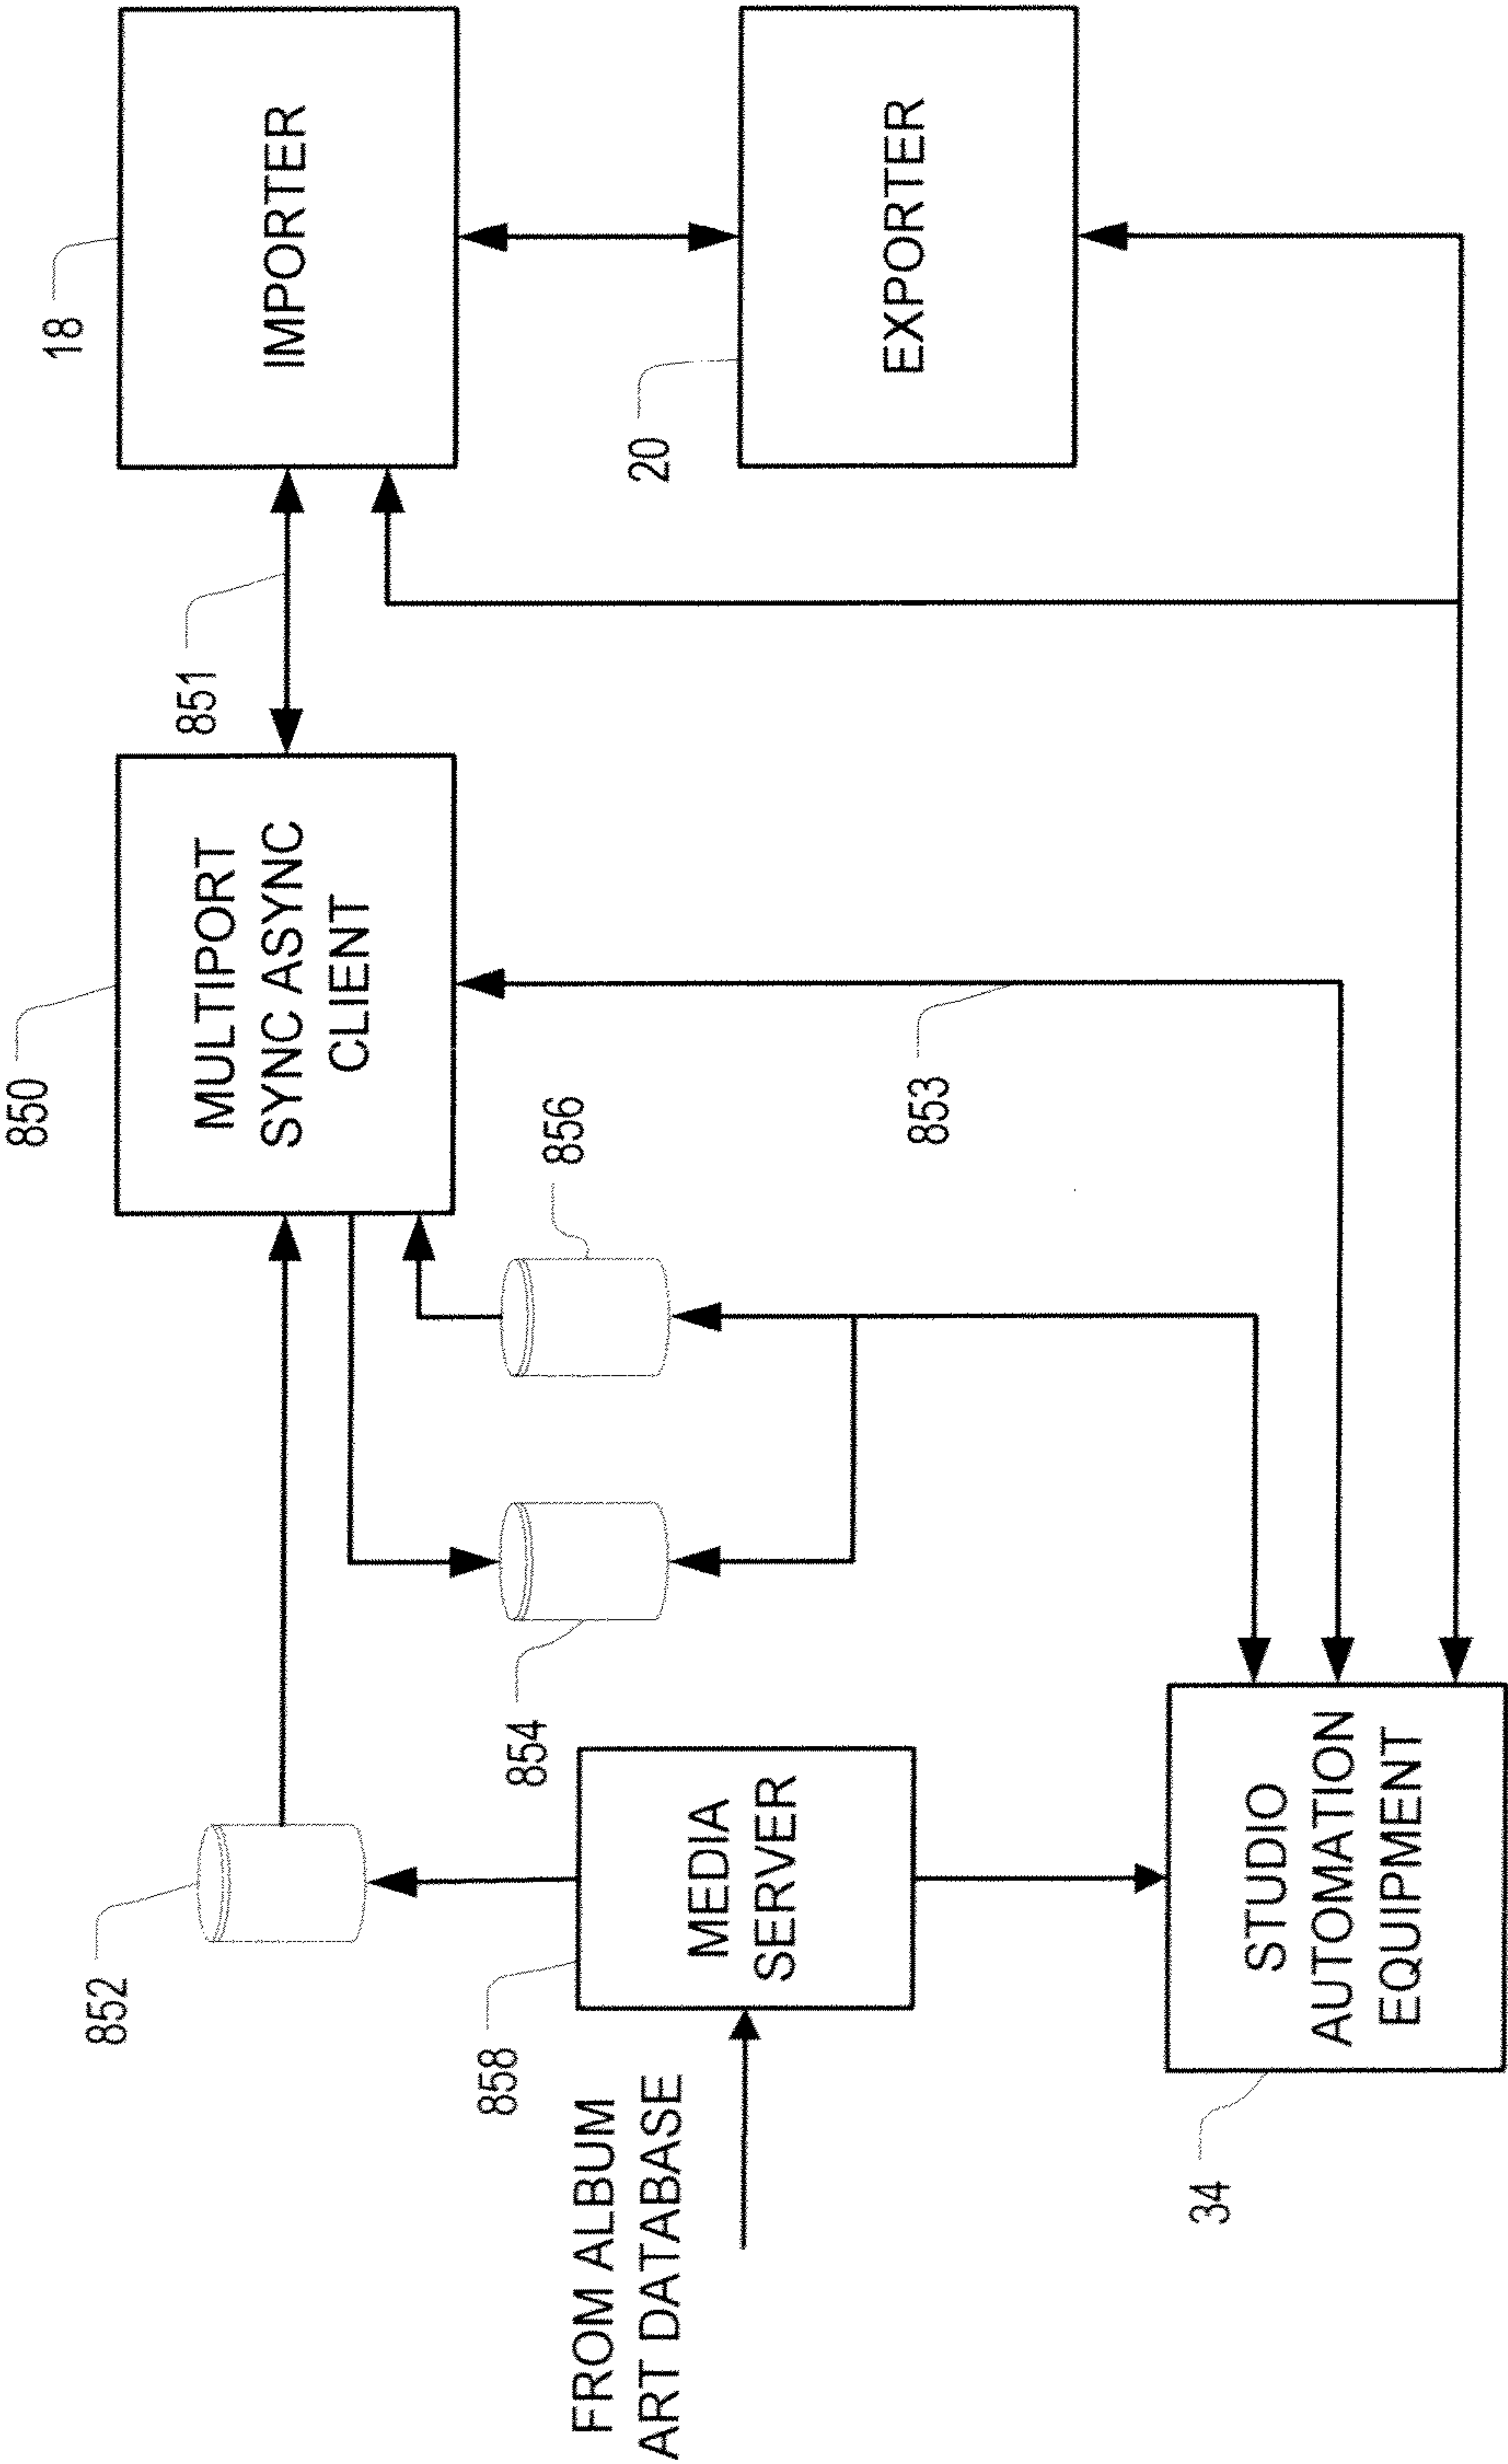 852
850
MULTIPORT
SYNC ASYNC
CLIENT
851
18
IMPORTER
854
856
858
MEDIA
SERVER
FROM ALBUM
ART DATABASE
853
20
EXPORTER
34
STUDIO
AUTOMATION
EQUIPMENT